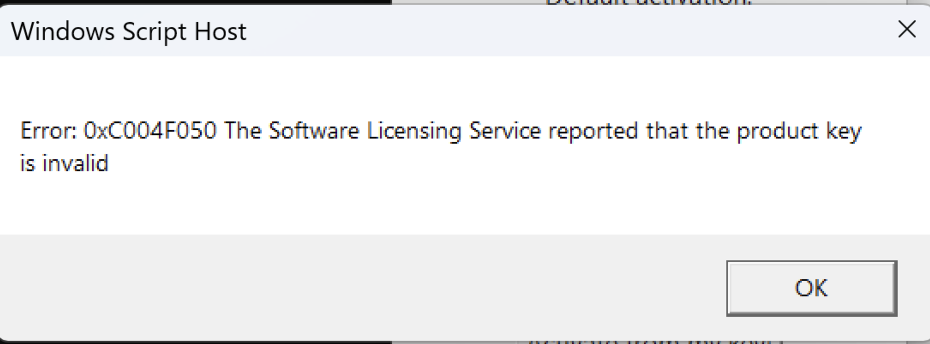 Default activation.
Windows Script Host
Error: 0xC004F050 The Software Licensing Service reported that the product key
is invalid
OK